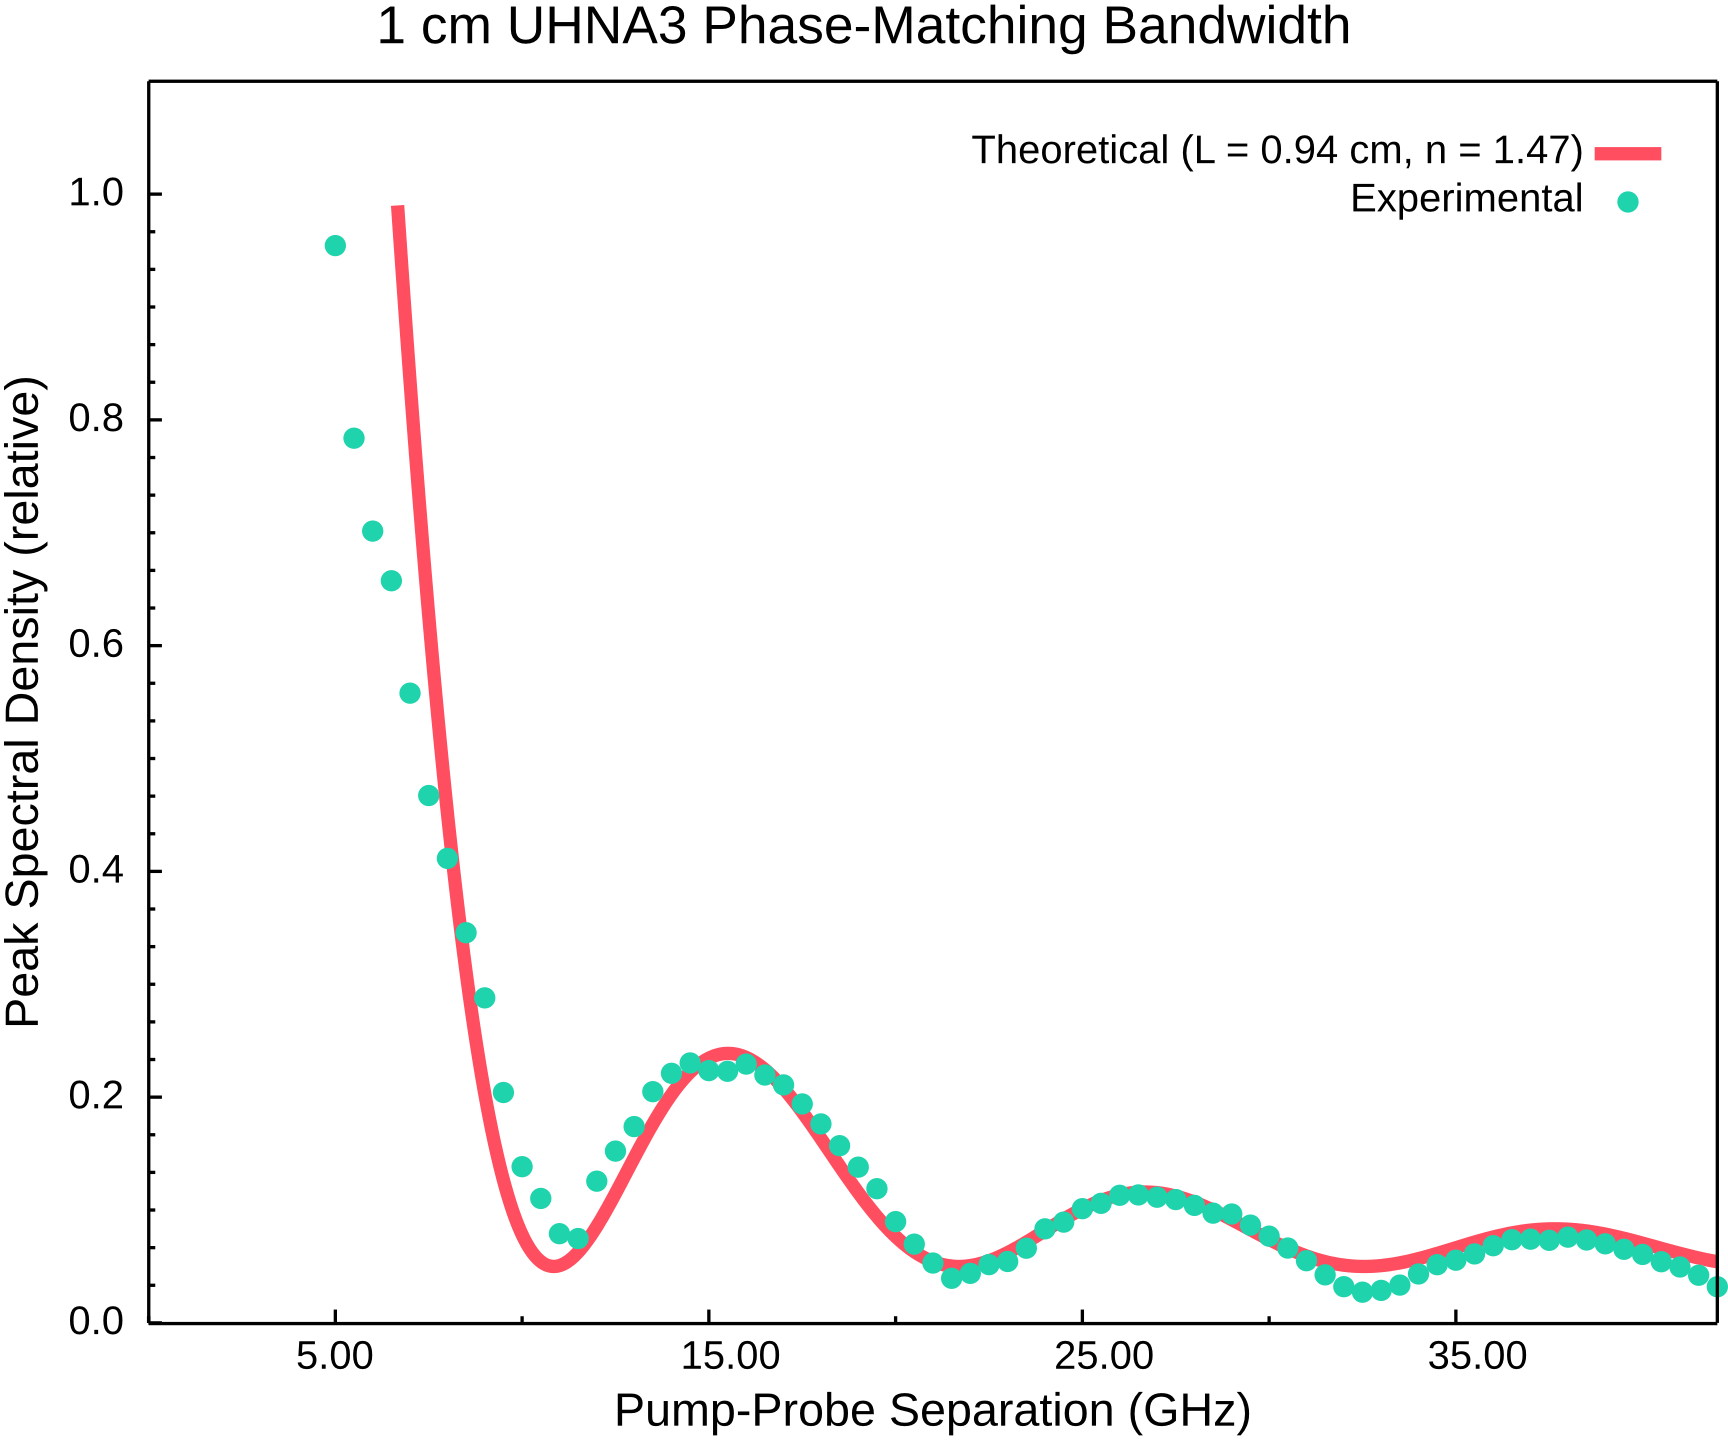 1 cm UHNA3 Phase-Matching Bandwidth
Theoretical (L = 0.94 cm, n = 1.47)
Experimental
Peak Spectral Density (relative)
1.0
0.8
0.6
0.4
0.2
0.0
5.00 15.00 25.00 35.00
Pump-Probe Separation (GHz)